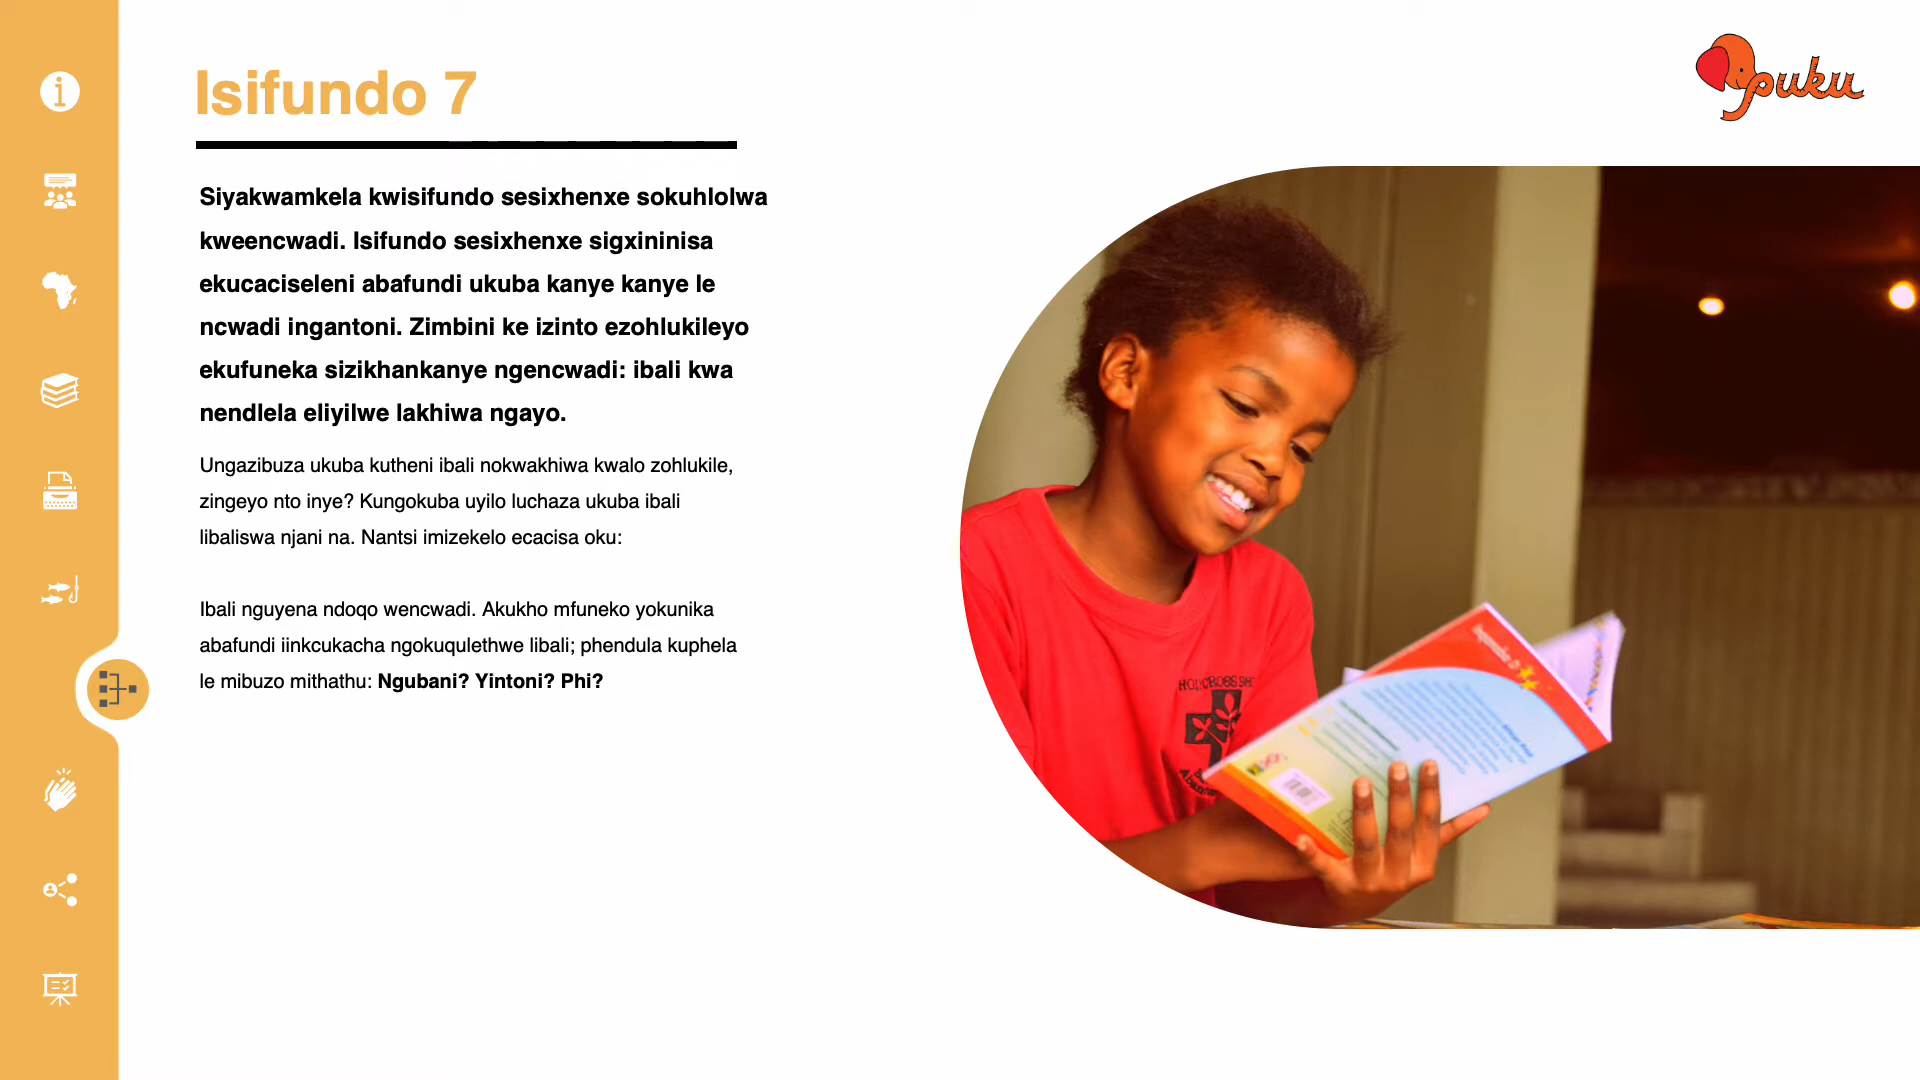 Isifundo 7
puku
Siyakwamkela kwisifundo sesixhenxe sokuhlolwa
kweencwadi. Isifundo sesixhenxe sigxininisa
ekucaciseleni abafundi ukuba kanye kanye le
ncwadi ingantoni. Zimbini ke izinto ezohlukileyo
ekufuneka sizikhankanye ngencwadi: ibali kwa
nendlela eliyilwe lakhiwa ngayo.
Ungazibuza ukuba kutheni ibali nokwakhiwa kwalo zohlukile,
zingeyo nto inye? Kungokuba uyilo luchaza ukuba ibali
libaliswa njani na. Nantsi imizekelo ecacisa oku:
Ibali nguyena ndoqo wencwadi. Akukho mfuneko yokunika
abafundi iinkcukacha ngokuqulethwe libali; phendula kuphela
le mibuzo mithathu: Ngubani? Yintoni? Phi?